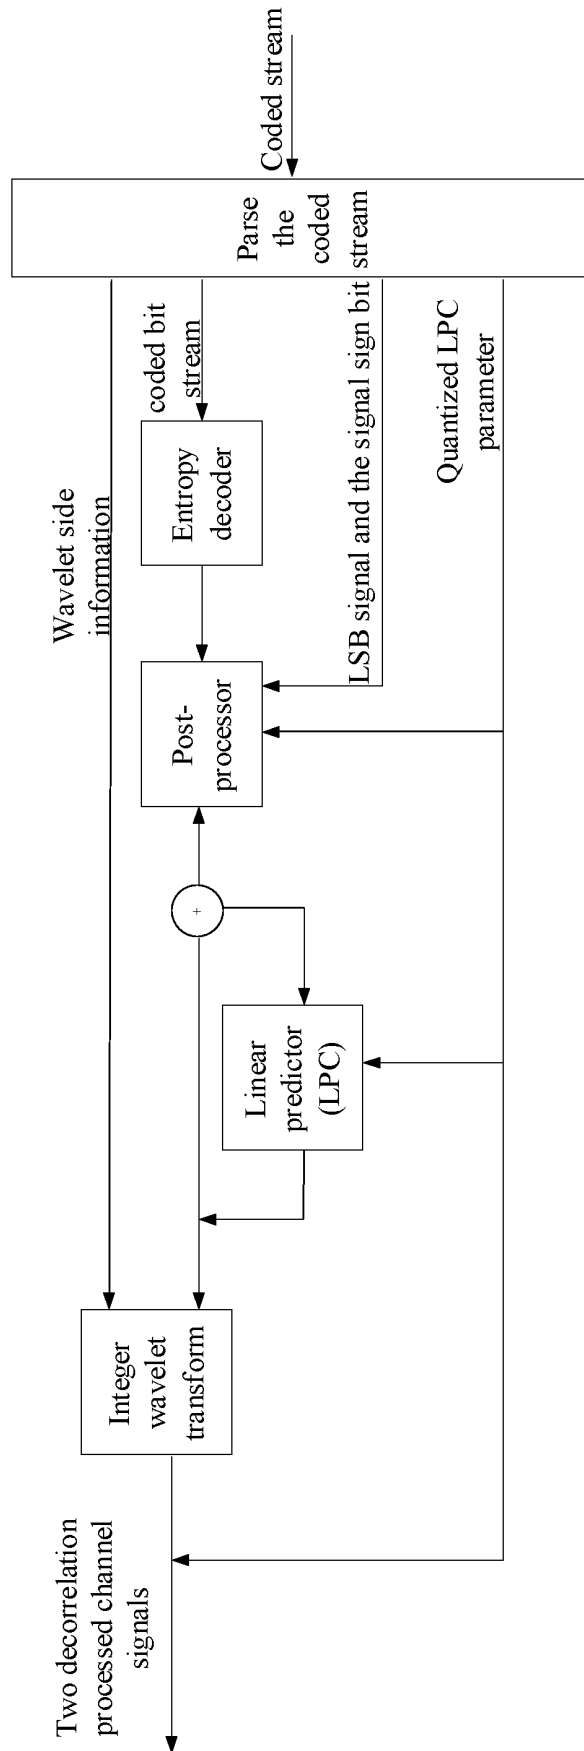 Coded stream
Parse
the
coded
stream
Wavelet side
information
coded bit
stream
LSB signal and the signal sign bit
Quantized LPC
parameter
Entropy
decoder
Post-
processor
+
Linear
predictor
(LPC)
Integer
wavelet
transform
Two decorrelation
processed channel
signals